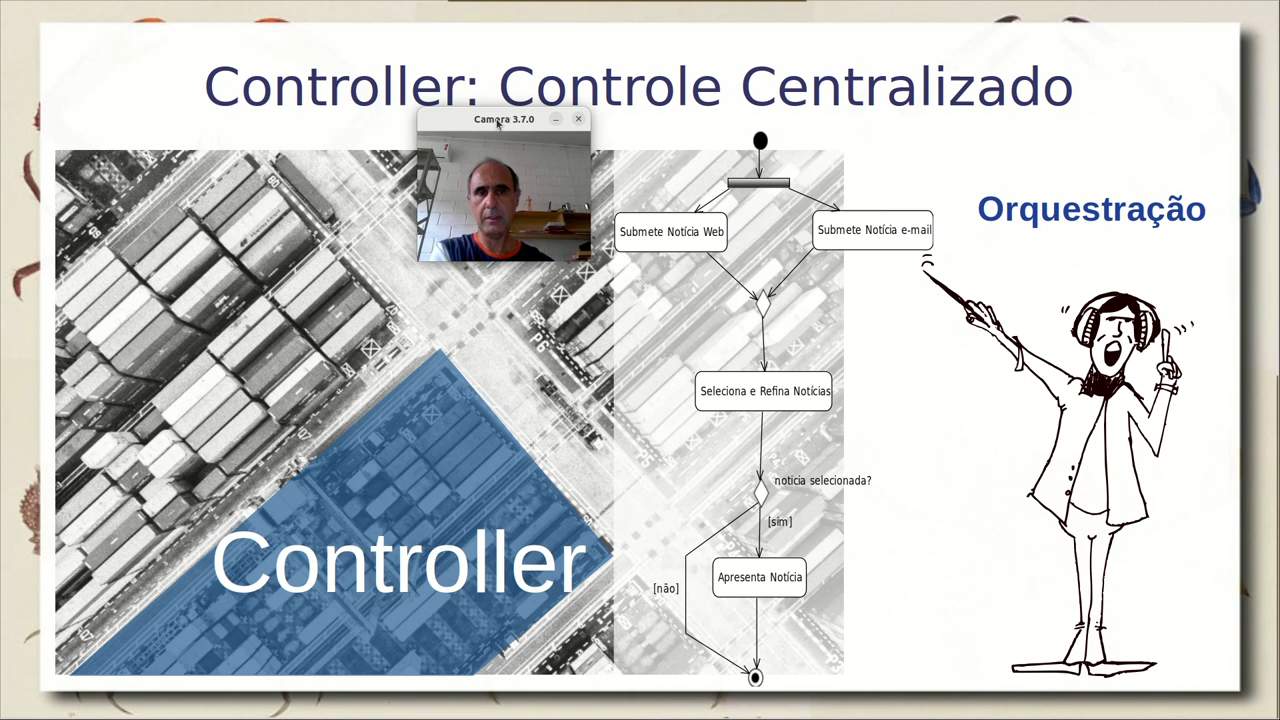 Controller: Controle Centralizado
Camera 3.7.0
Orquestração
Submete Notícia Web
Submete Notícia e-mail
Seleciona e Refina Notícias
notícia selecionada?
[sim]
Controller
Apresenta Notícia
[não]